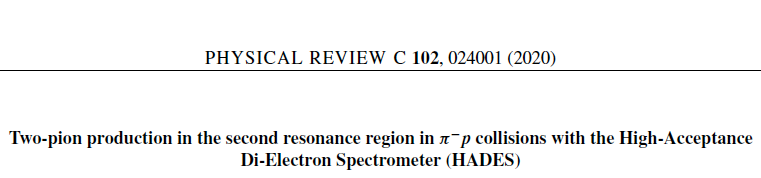 PHYSICAL REVIEW C 102, 024001 (2020)
Two-pion production in the second resonance region in π⁻p collisions with the High-Acceptance
Di-Electron Spectrometer (HADES)